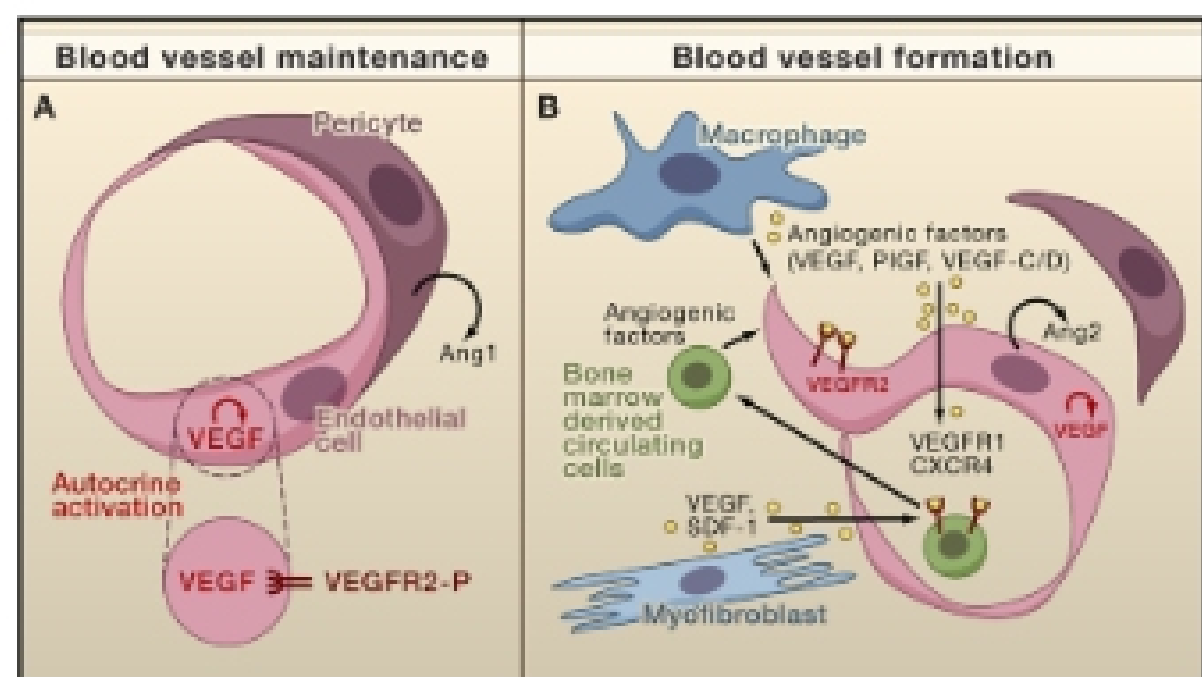 Blood vessel maintenance
Blood vessel formation
A
Pericyte
Ang1
VEGF
Endothelial
cell
Autocrine
activation
VEGF
VEGFR2-P
B
Macrophage
Angiogenic factors
(VEGF, PlGF, VEGF-C/D)
Angiogenic
factors
Ang2
Bone
marrow
derived
circulating
cells
VEGFR2
VEGF
VEGFR1
CXCR4
VEGF,
SDF-1
Myofibroblast